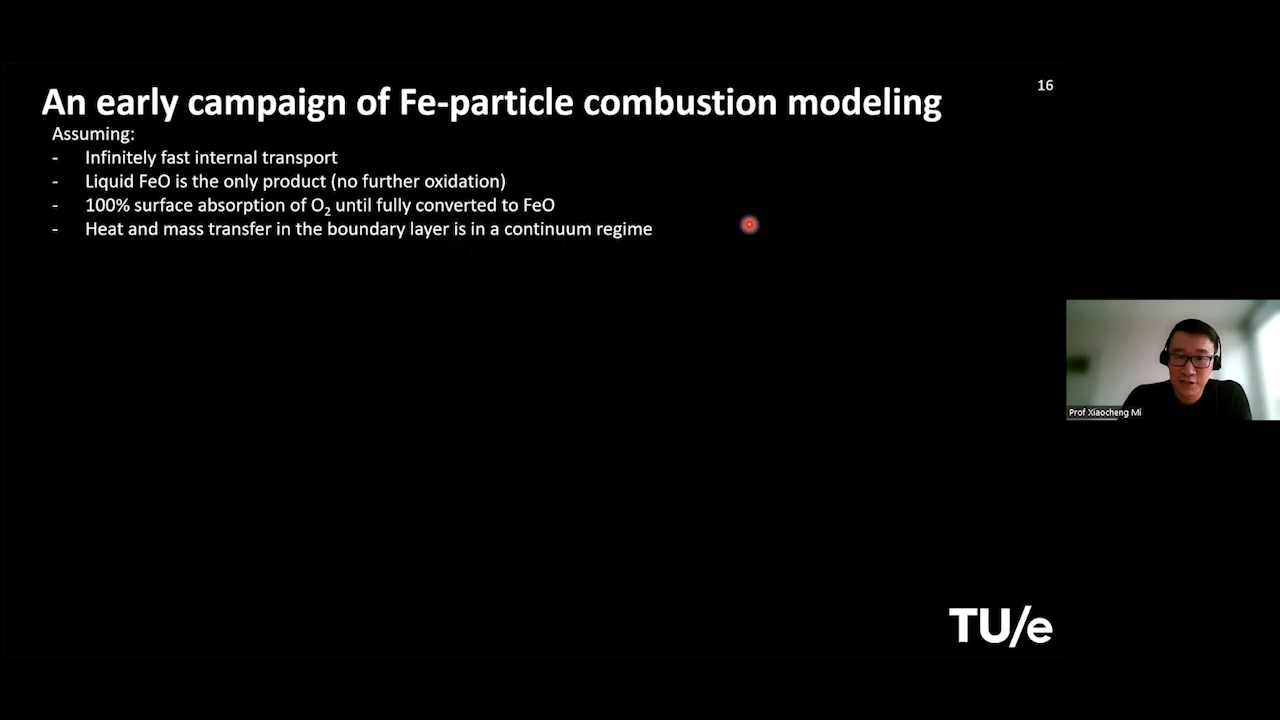 16
An early campaign of Fe-particle combustion modeling
Assuming:
- Infinitely fast internal transport
- Liquid FeO is the only product (no further oxidation)
- 100% surface absorption of O₂ until fully converted to FeO
- Heat and mass transfer in the boundary layer is in a continuum regime
Prof Xiaocheng Mi
TU/e